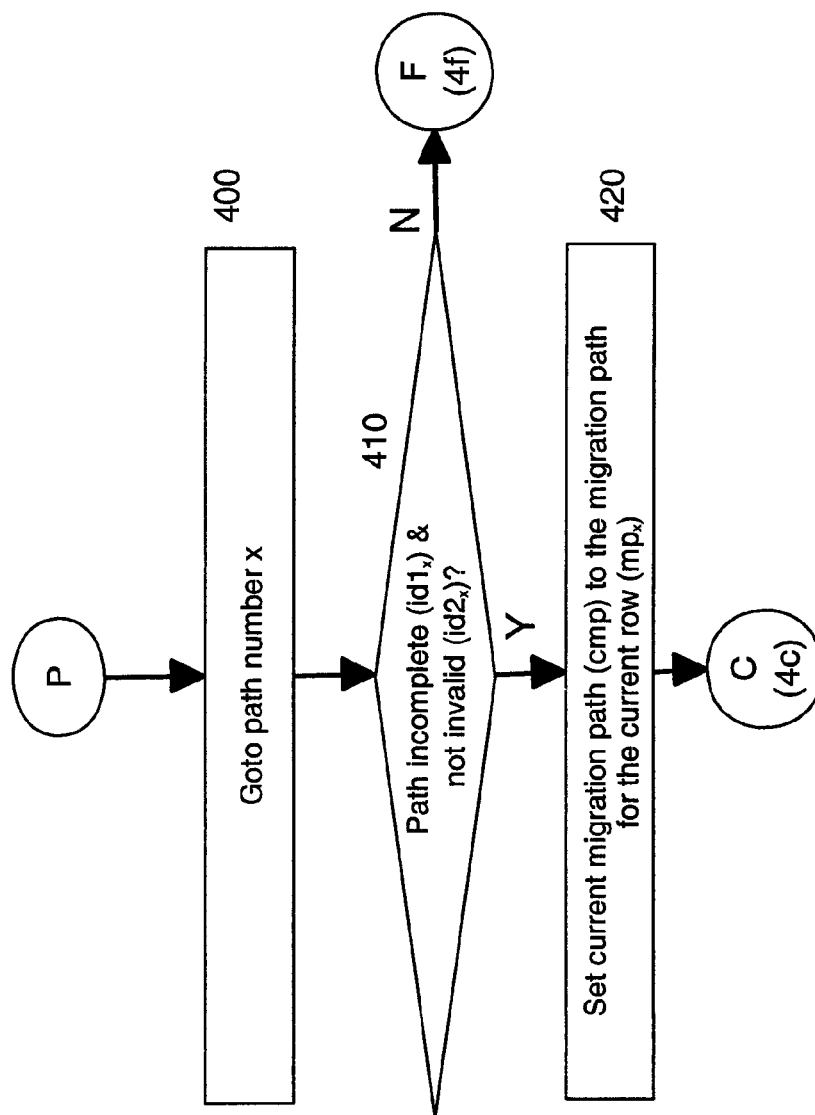 P
400
Goto path number x
410
Path incomplete (id1ₓ) &
not invalid (id2ₓ)?
N
F
(4f)
Y
420
Set current migration path (cmp) to the migration path
for the current row (mpₓ)
C
(4c)